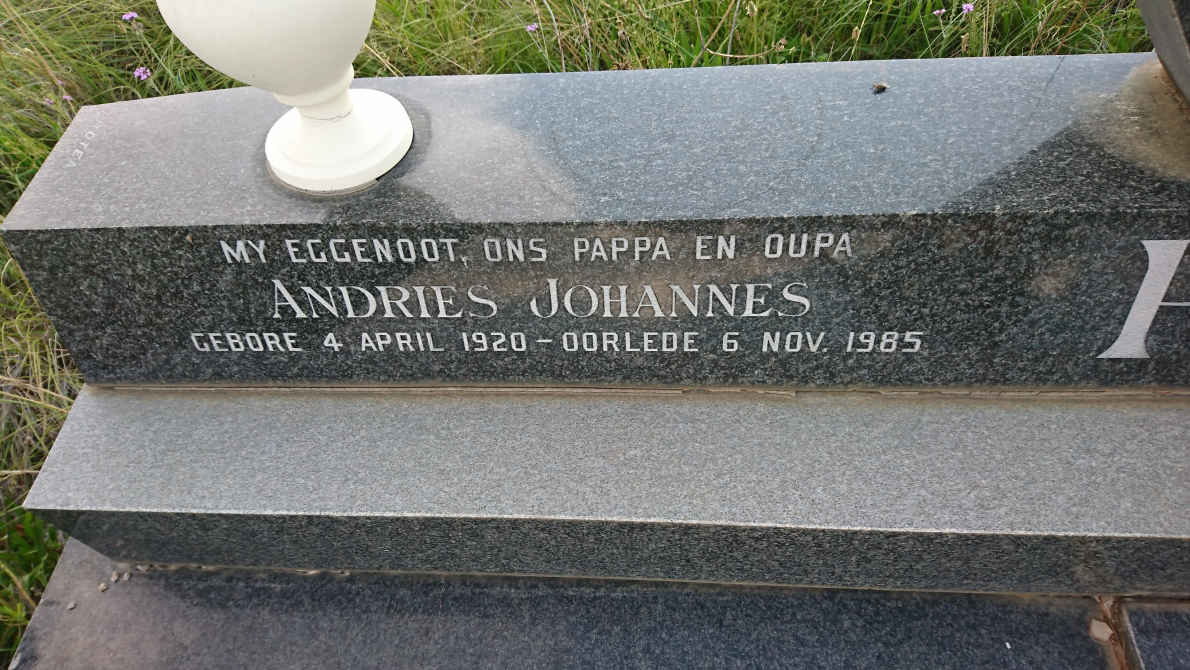 MY EGGENOOT, ONS PAPPA EN OUPA
ANDRIES JOHANNES
GEBORE 4 APRIL 1920 – OORLEDE 6 NOV. 1985